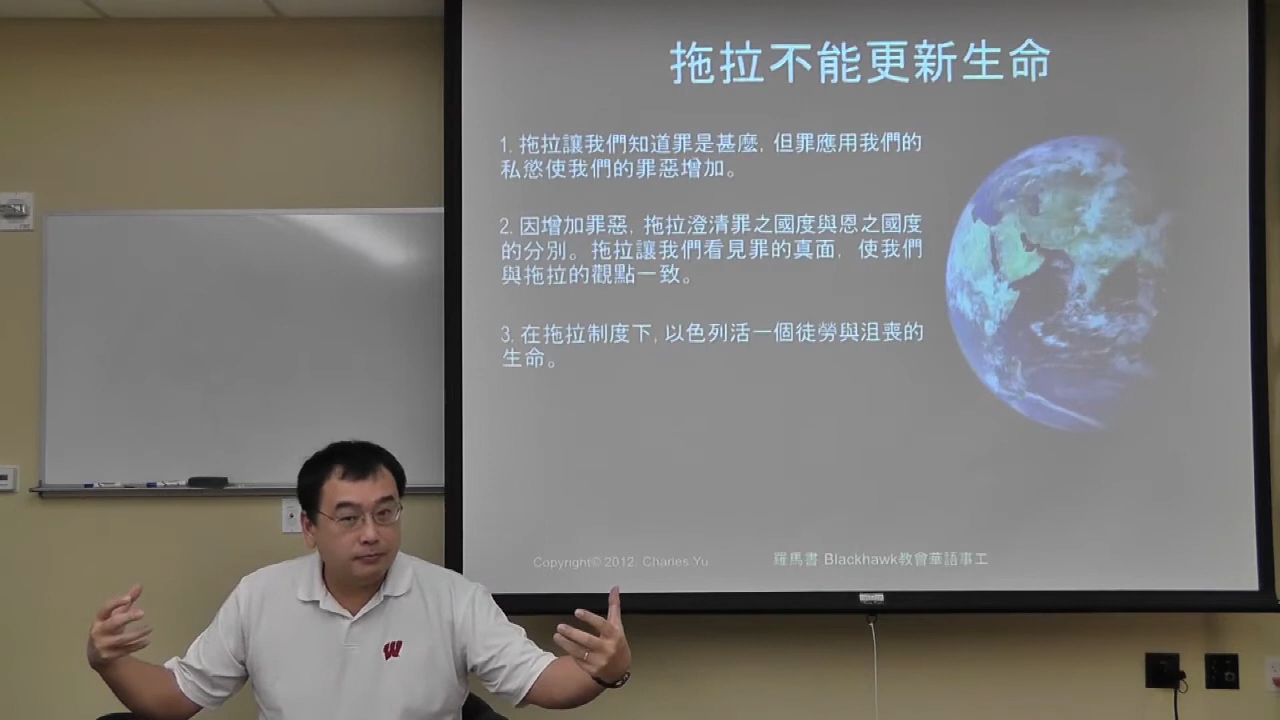 拖拉不能更新生命
1. 拖拉讓我們知道罪是甚麼, 但罪應用我們的
私慾使我們的罪惡增加。
2. 因增加罪惡, 拖拉澄清罪之國度與恩之國度
的分別。拖拉讓我們看見罪的真面, 使我們
與拖拉的觀點一致。
3. 在拖拉制度下, 以色列活一個徒勞與沮喪的
生命。
Copyright© 2012. Charles Yu
羅馬書 Blackhawk教會華語事工
W